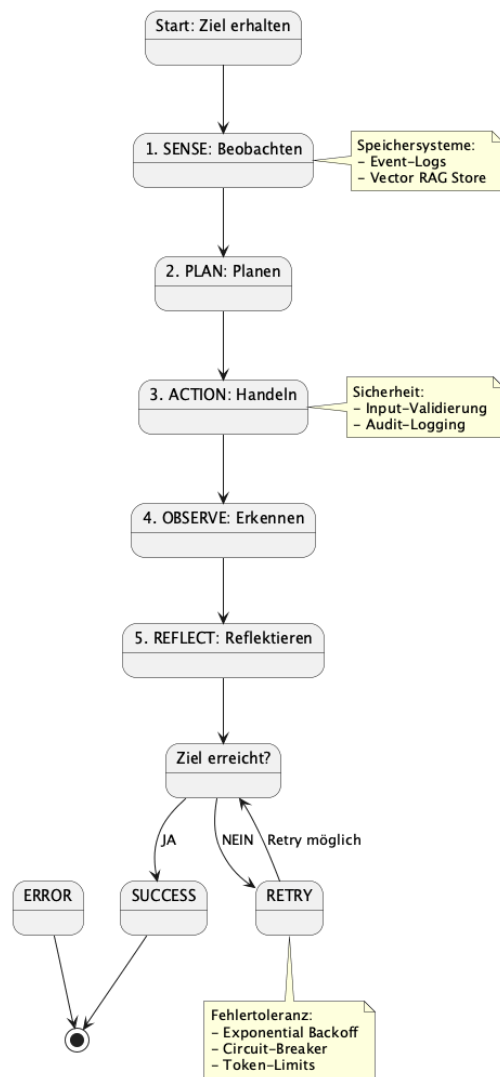 Start: Ziel erhalten
1. SENSE: Beobachten
Speichersysteme:
– Event-Logs
– Vector RAG Store
2. PLAN: Planen
3. ACTION: Handeln
Sicherheit:
– Input-Validierung
– Audit-Logging
4. OBSERVE: Erkennen
5. REFLECT: Reflektieren
Ziel erreicht?
JA
NEIN
Retry möglich
ERROR
SUCCESS
RETRY
Fehlertoleranz:
– Exponential Backoff
– Circuit-Breaker
– Token-Limits